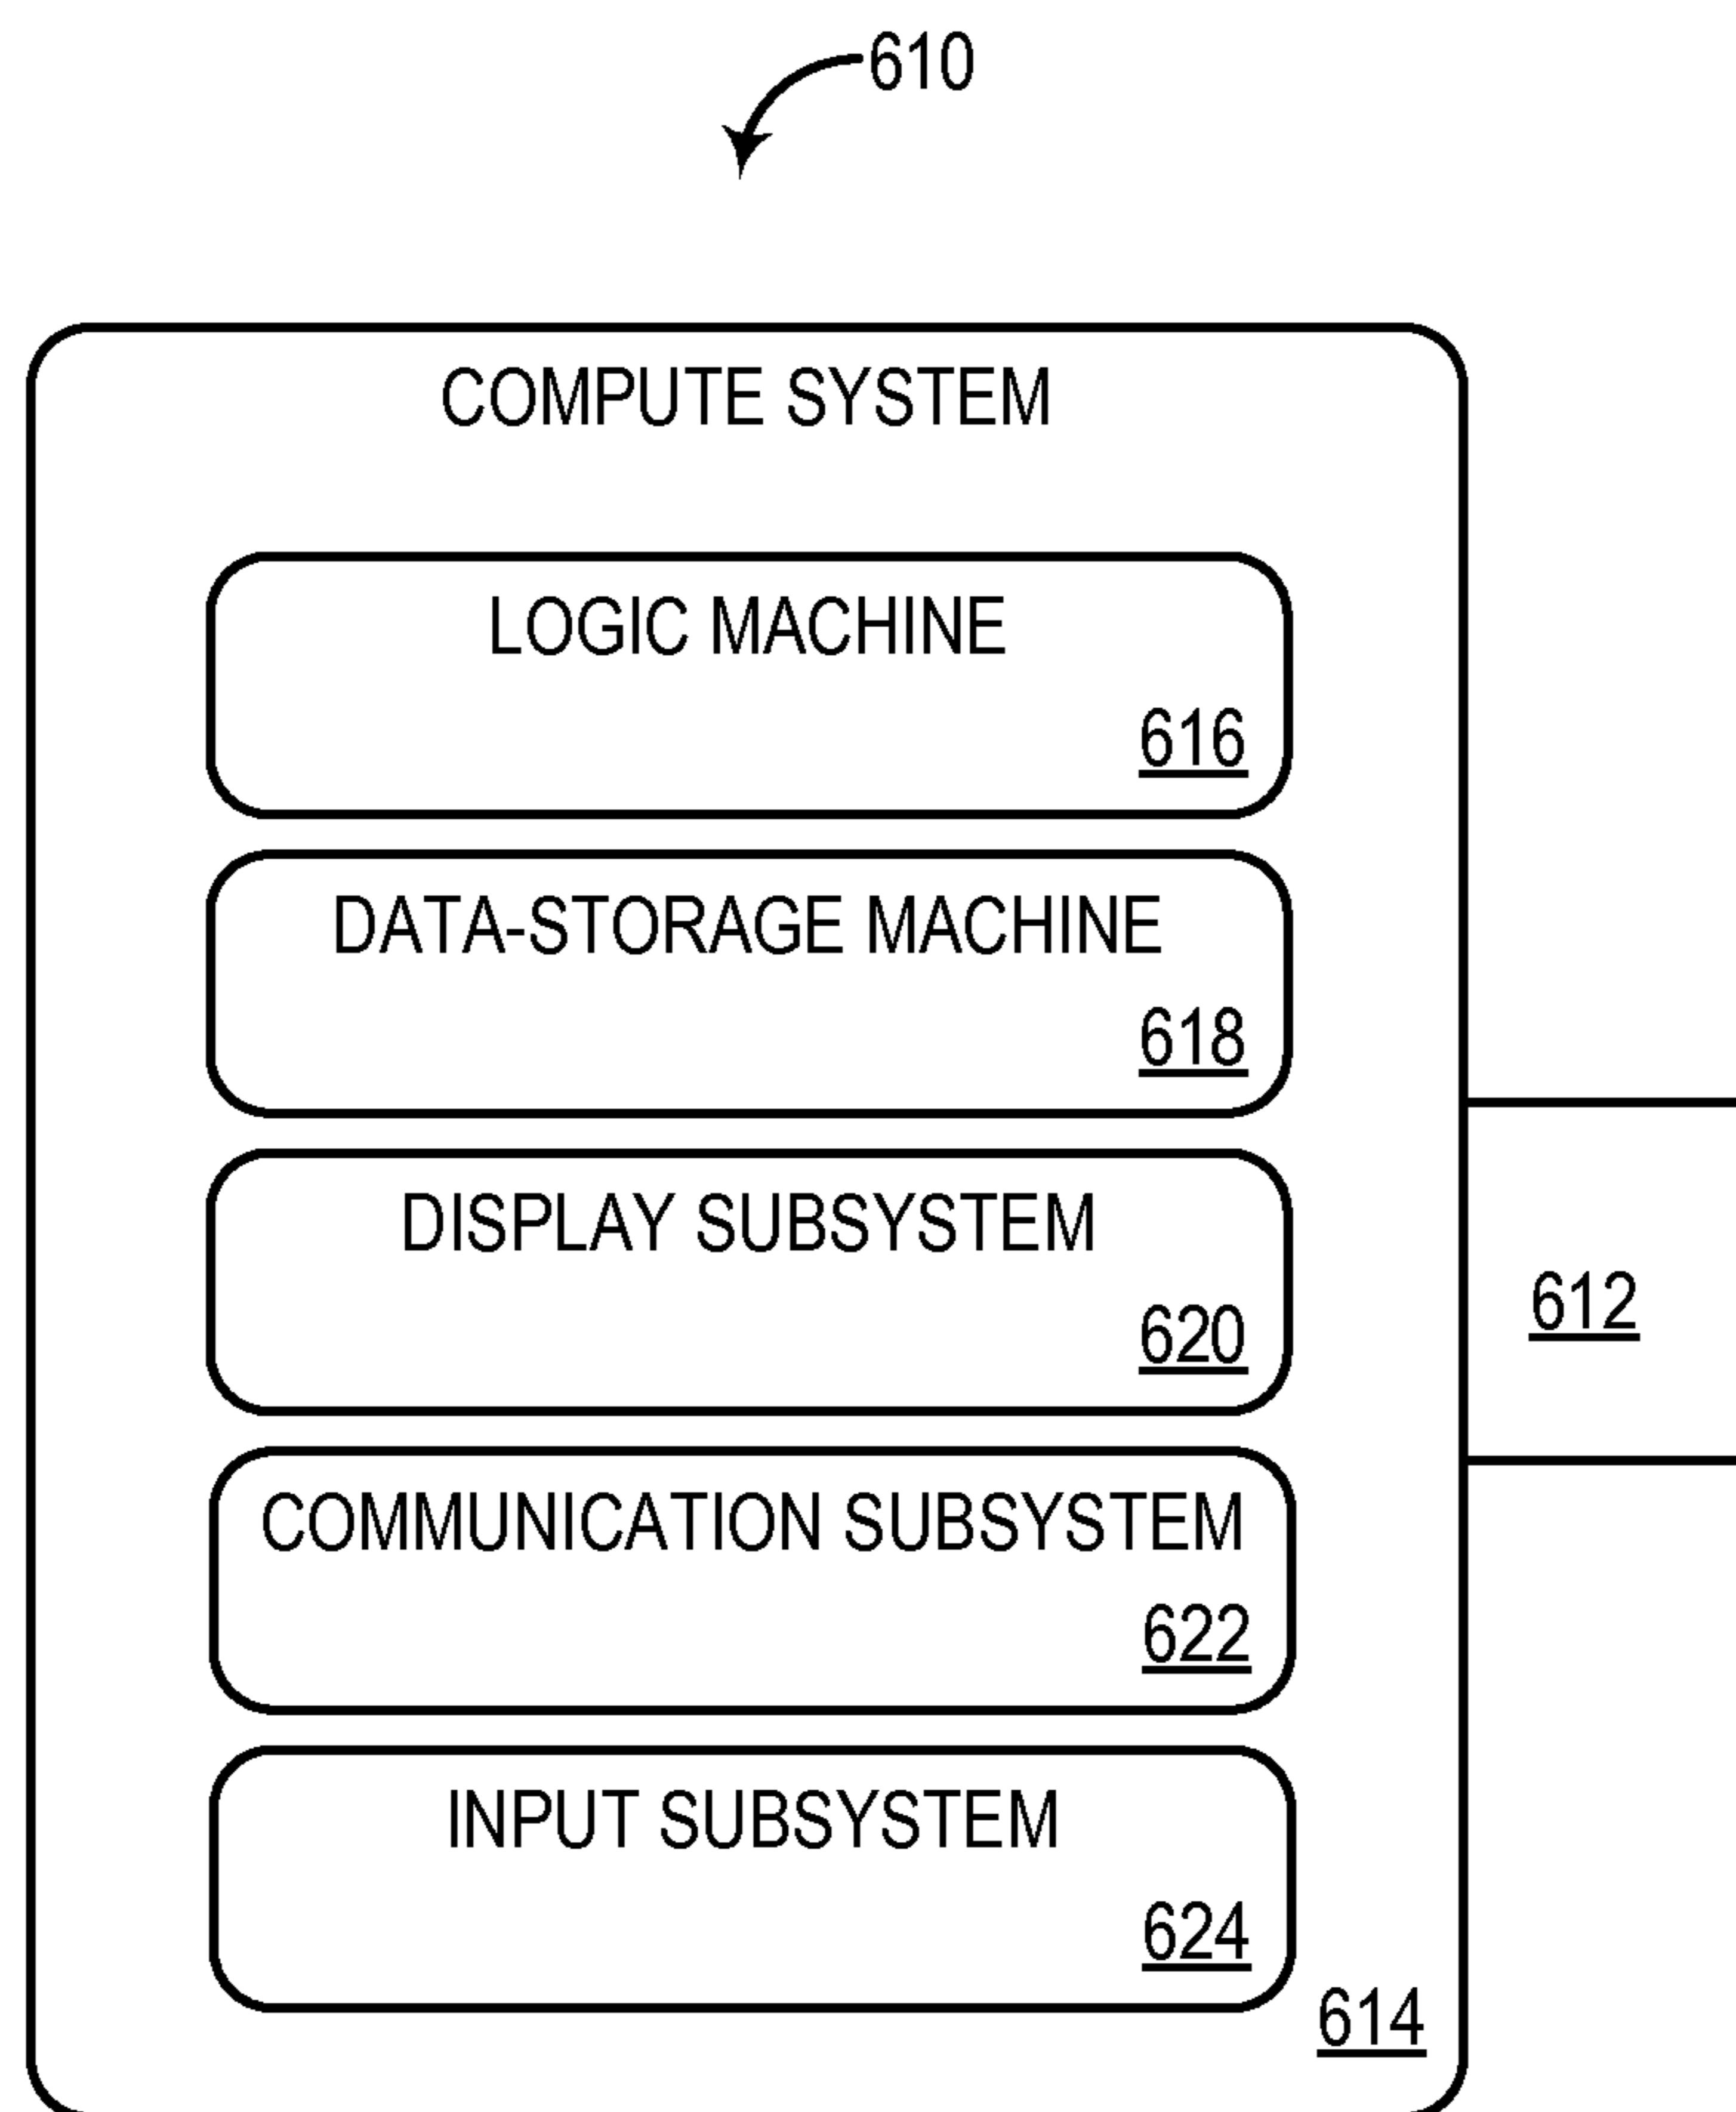 610
COMPUTE SYSTEM
LOGIC MACHINE
616
DATA-STORAGE MACHINE
618
DISPLAY SUBSYSTEM
620
612
COMMUNICATION SUBSYSTEM
622
INPUT SUBSYSTEM
624
614